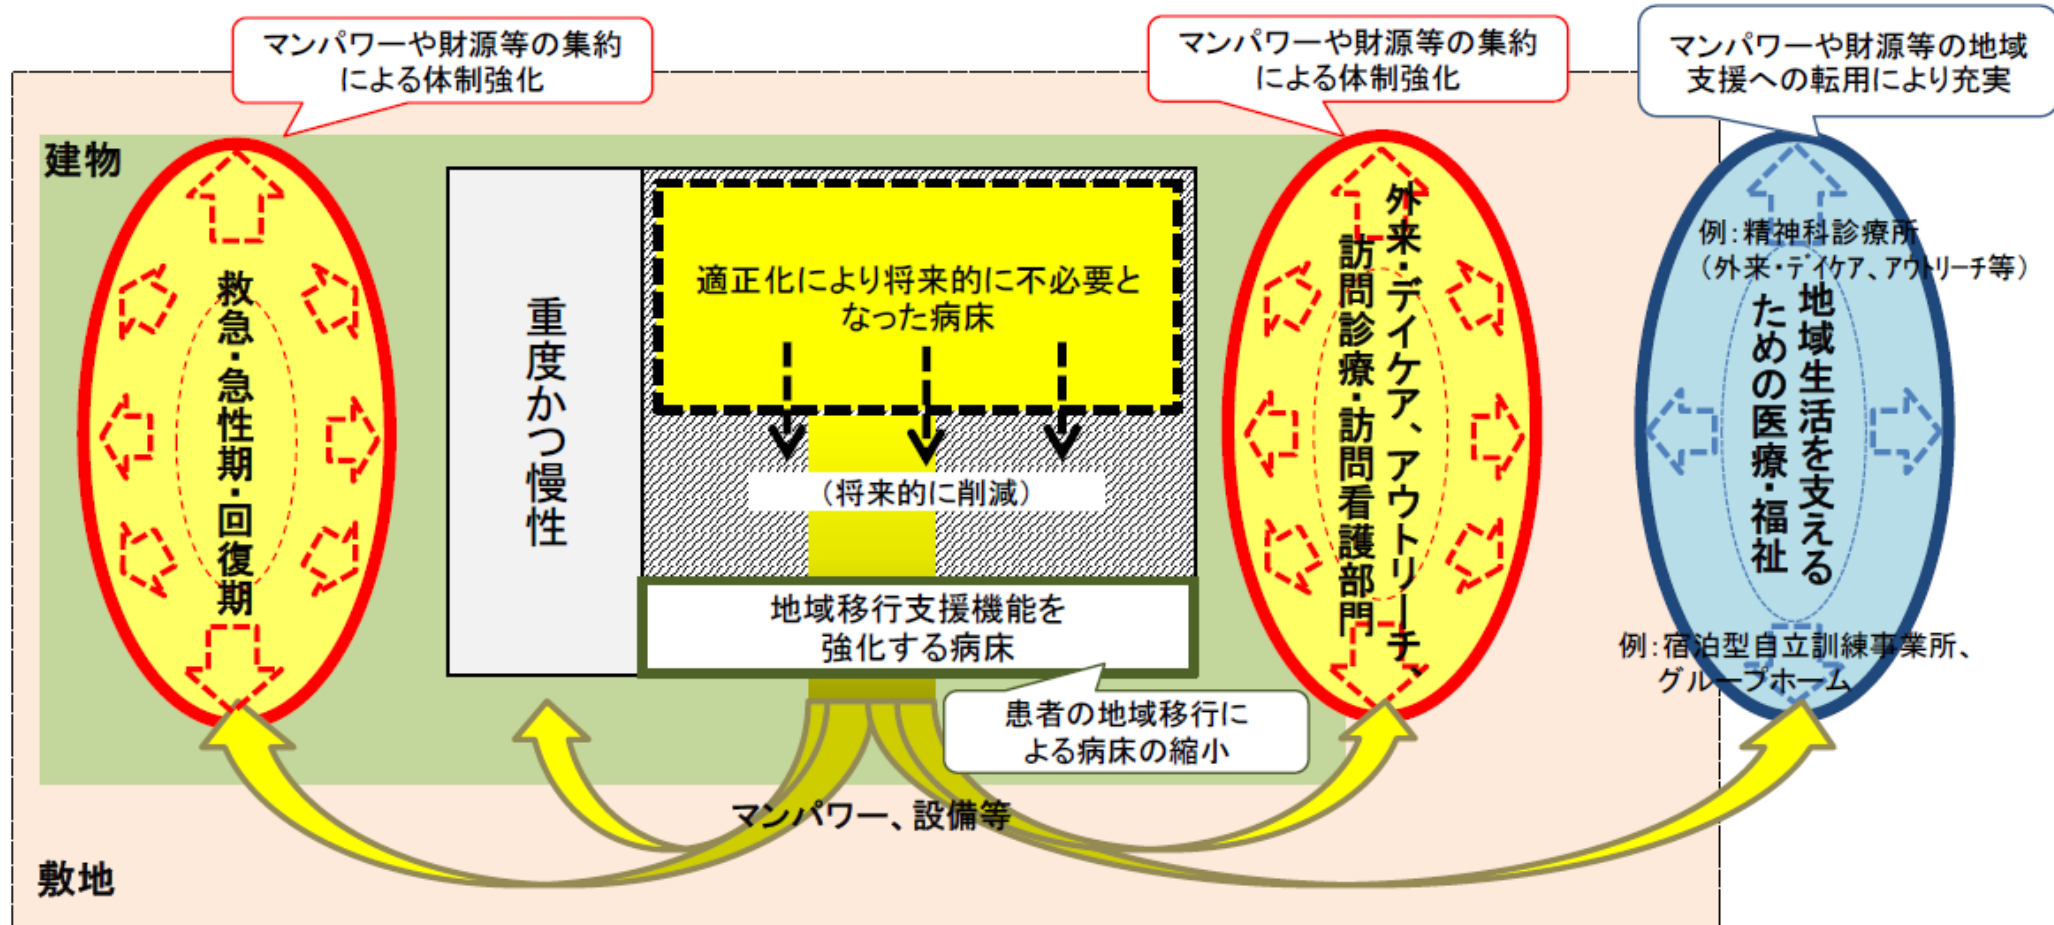 マンパワーや財源等の集約
による体制強化
マンパワーや財源等の集約
による体制強化
マンパワーや財源等の地域
支援への転用により充実
建物
救急・急性期・回復期
重度かつ慢性
適正化により将来的に不必要と
なった病床
（将来的に削減）
地域移行支援機能を
強化する病床
患者の地域移行に
よる病床の縮小
外来・デイケア、アウトリーチ、
訪問診療・訪問看護部門
例：精神科診療所
（外来・デイケア、アウトリーチ等）
地域生活を支える
ための医療・福祉
例：宿泊型自立訓練事業所、
グループホーム
マンパワー、設備等
敷地